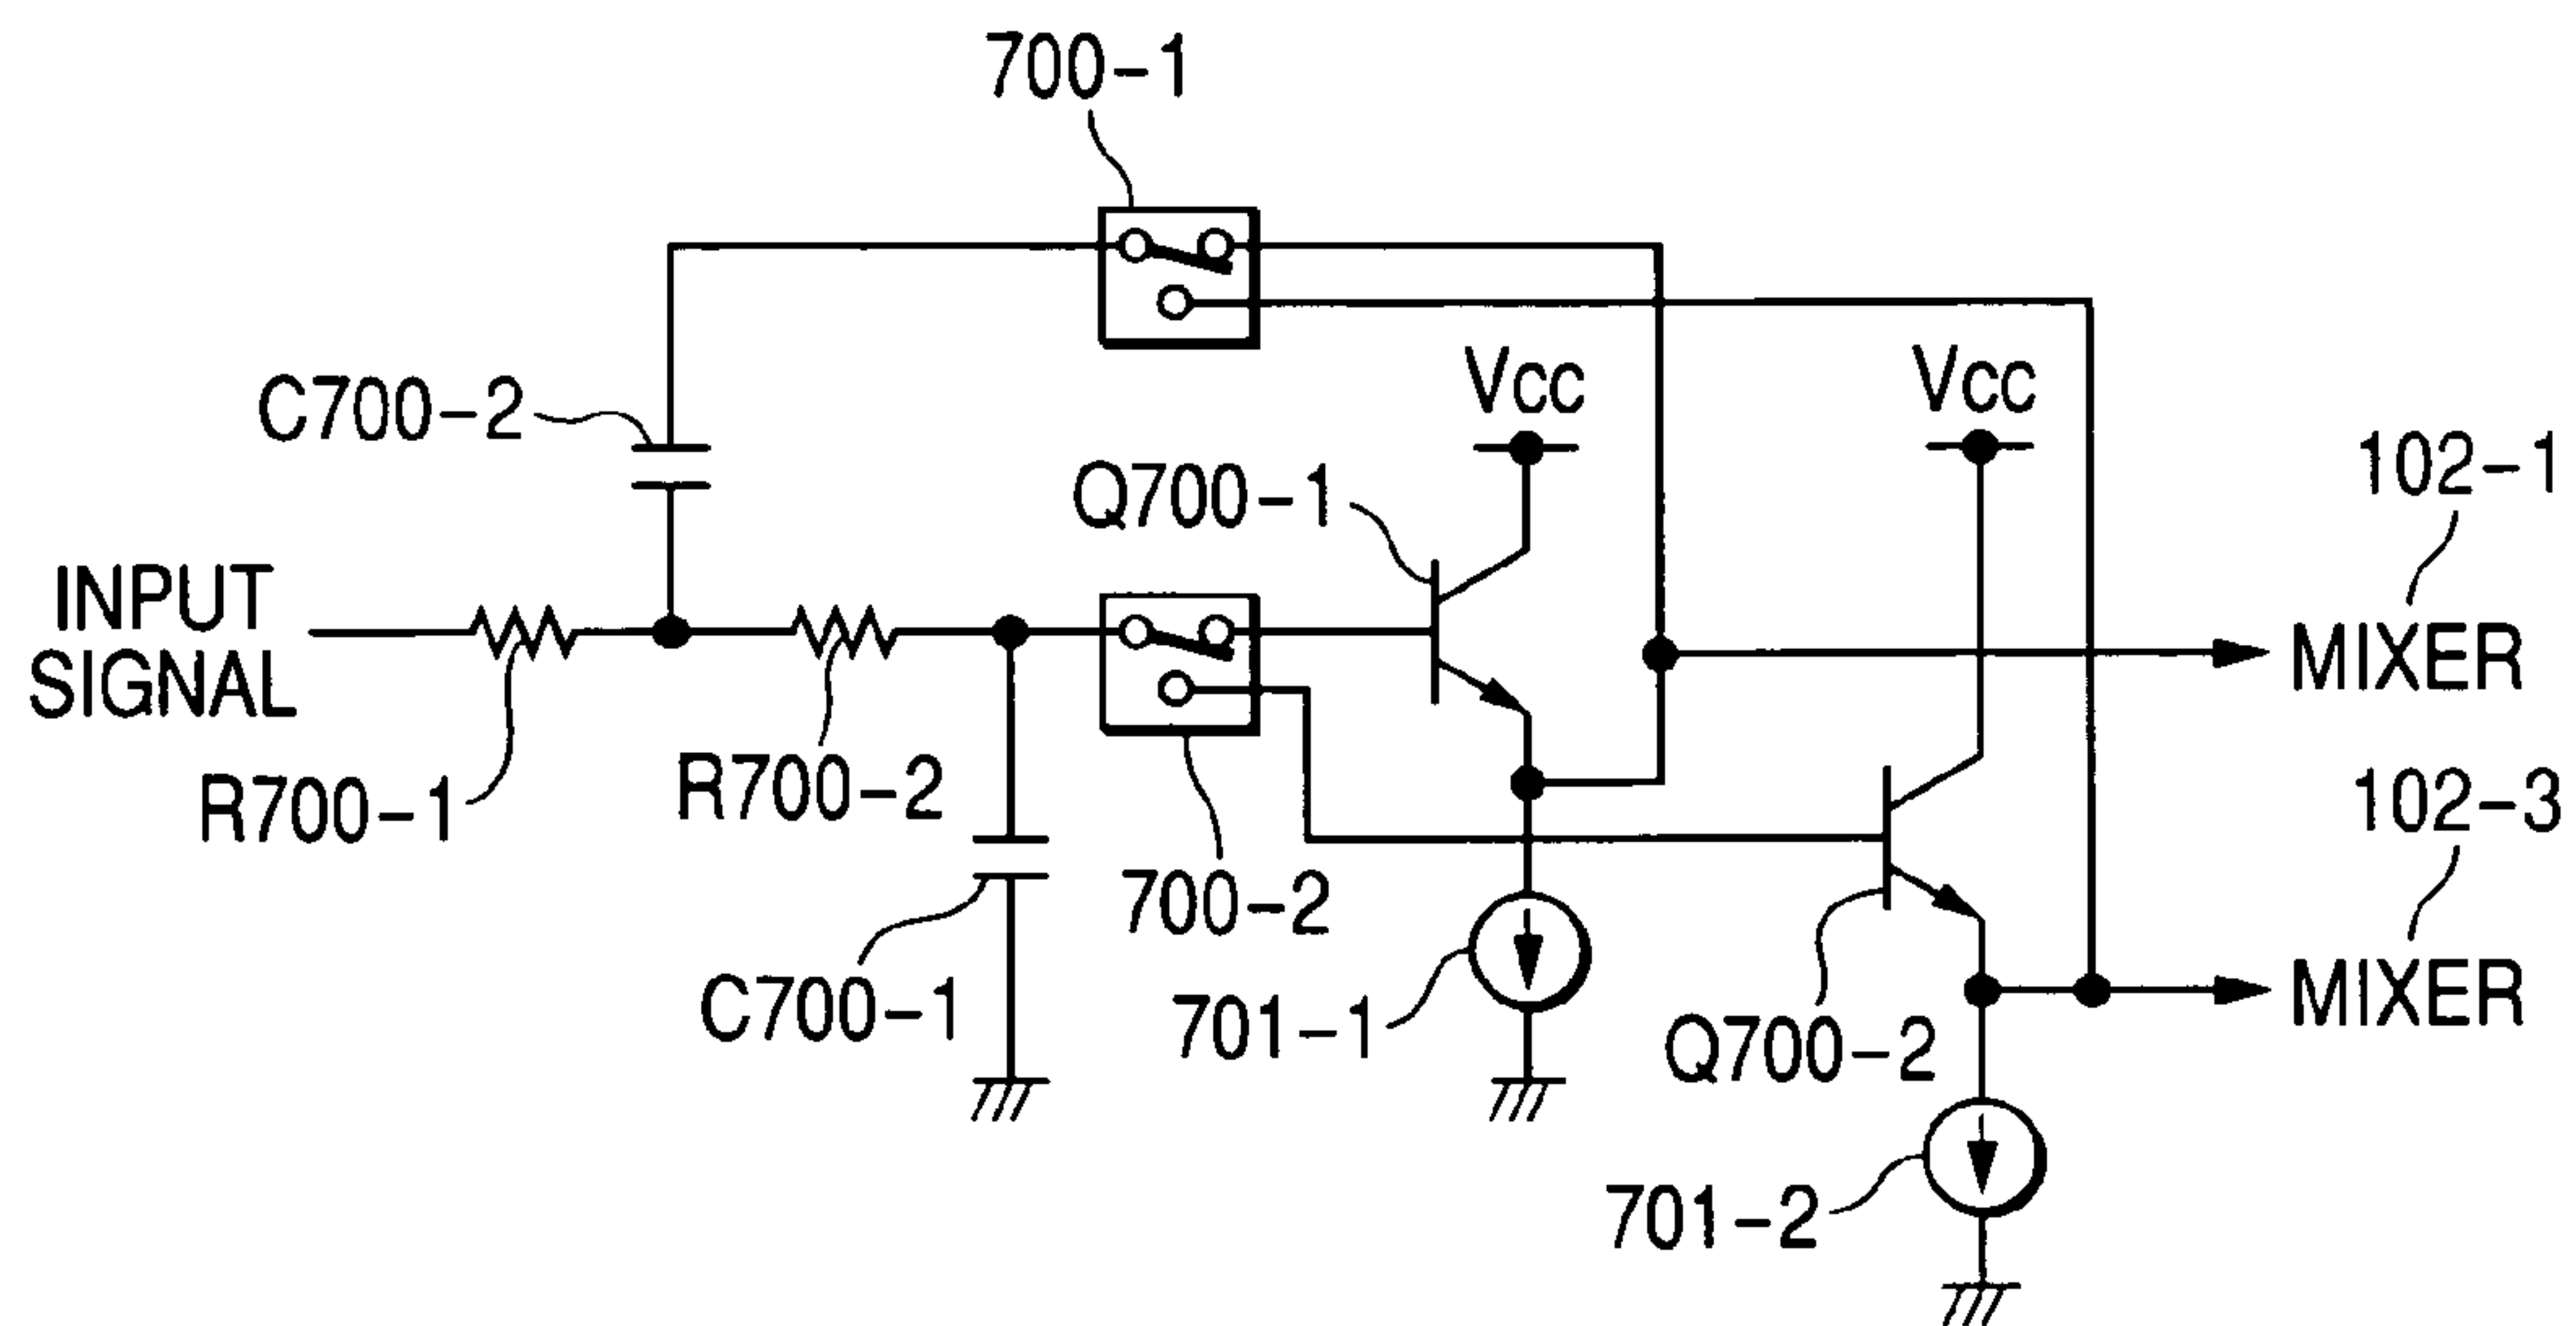 700-1
C700-2
Vcc
Vcc
Q700-1
102-1
INPUT
SIGNAL
MIXER
R700-1
R700-2
700-2
102-3
C700-1
701-1
Q700-2
MIXER
701-2